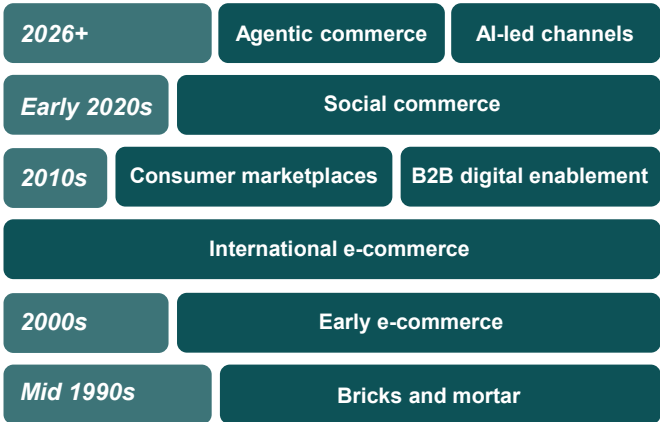 2026+
Agentic commerce
AI-led channels
Early 2020s
Social commerce
2010s
Consumer marketplaces
B2B digital enablement
International e-commerce
2000s
Early e-commerce
Mid 1990s
Bricks and mortar